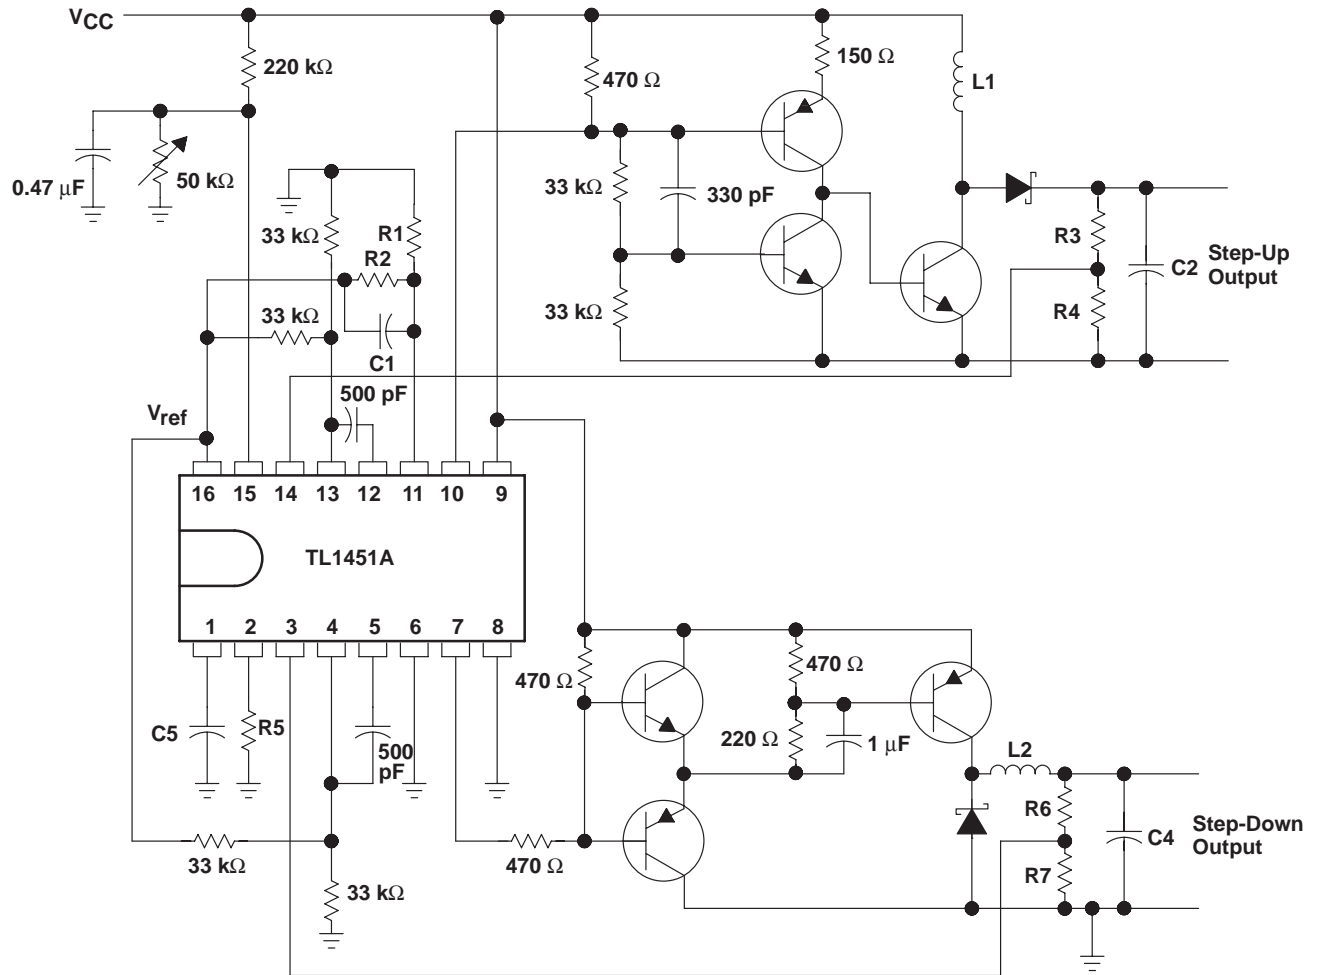 VCC
220 kΩ
470 Ω
150 Ω
L1
0.47 μF
50 kΩ
33 kΩ
330 pF
33 kΩ
R1
R2
R3
Step-Up
Output
C2
33 kΩ
33 kΩ
R4
C1
500 pF
Vref
16 15 14 13 12 11 10 9
TL1451A
1 2 3 4 5 6 7 8
470 Ω
470 Ω
C5
R5
500
pF
220 Ω
1 μF
L2
R6
Step-Down
Output
C4
33 kΩ
470 Ω
R7
33 kΩ